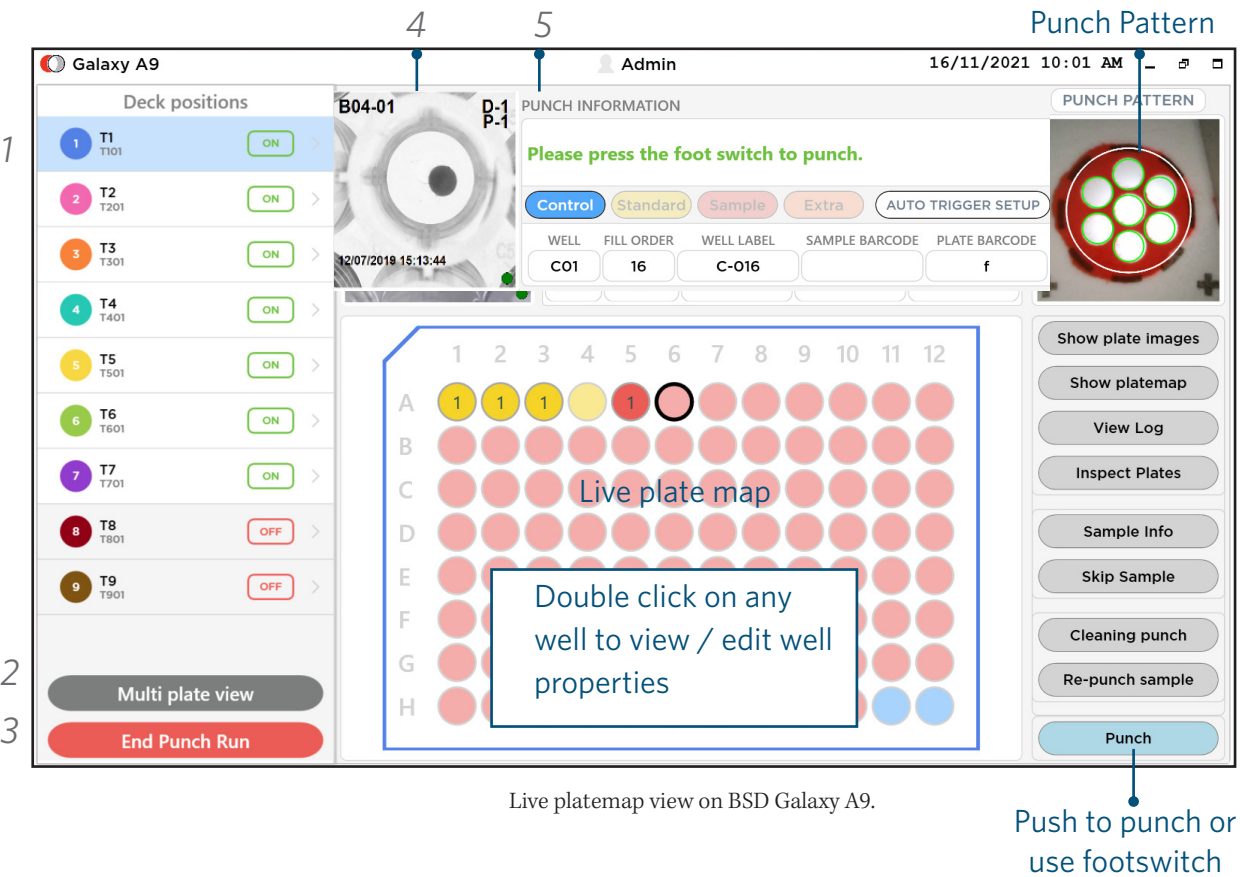 4
5
Punch Pattern
Galaxy A9
Admin
16/11/2021 10:01 AM
Deck positions
1
1 T1 ON
T101
2 T2 ON
T201
3 T3 ON
T301
4 T4 ON
T401
5 T5 ON
T501
6 T6 ON
T601
7 T7 ON
T701
8 T8 OFF
T801
9 T9 OFF
T901
2
Multi plate view
3
End Punch Run
B04-01
D-1
P-1
C5
12/07/2019 15:13:44
PUNCH INFORMATION
Please press the foot switch to punch.
Control Standard Sample Extra AUTO TRIGGER SETUP
WELL FILL ORDER WELL LABEL SAMPLE BARCODE PLATE BARCODE
C01 16 C-016 f
PUNCH PATTERN
1 2 3 4 5 6 7 8 9 10 11 12
A 1 1 1 1
B
C
Live plate map
D
E
F
G
H
Double click on any
well to view / edit well
properties
Show plate images
Show platemap
View Log
Inspect Plates
Sample Info
Skip Sample
Cleaning punch
Re-punch sample
Punch
Live platemap view on BSD Galaxy A9.
Push to punch or
use footswitch